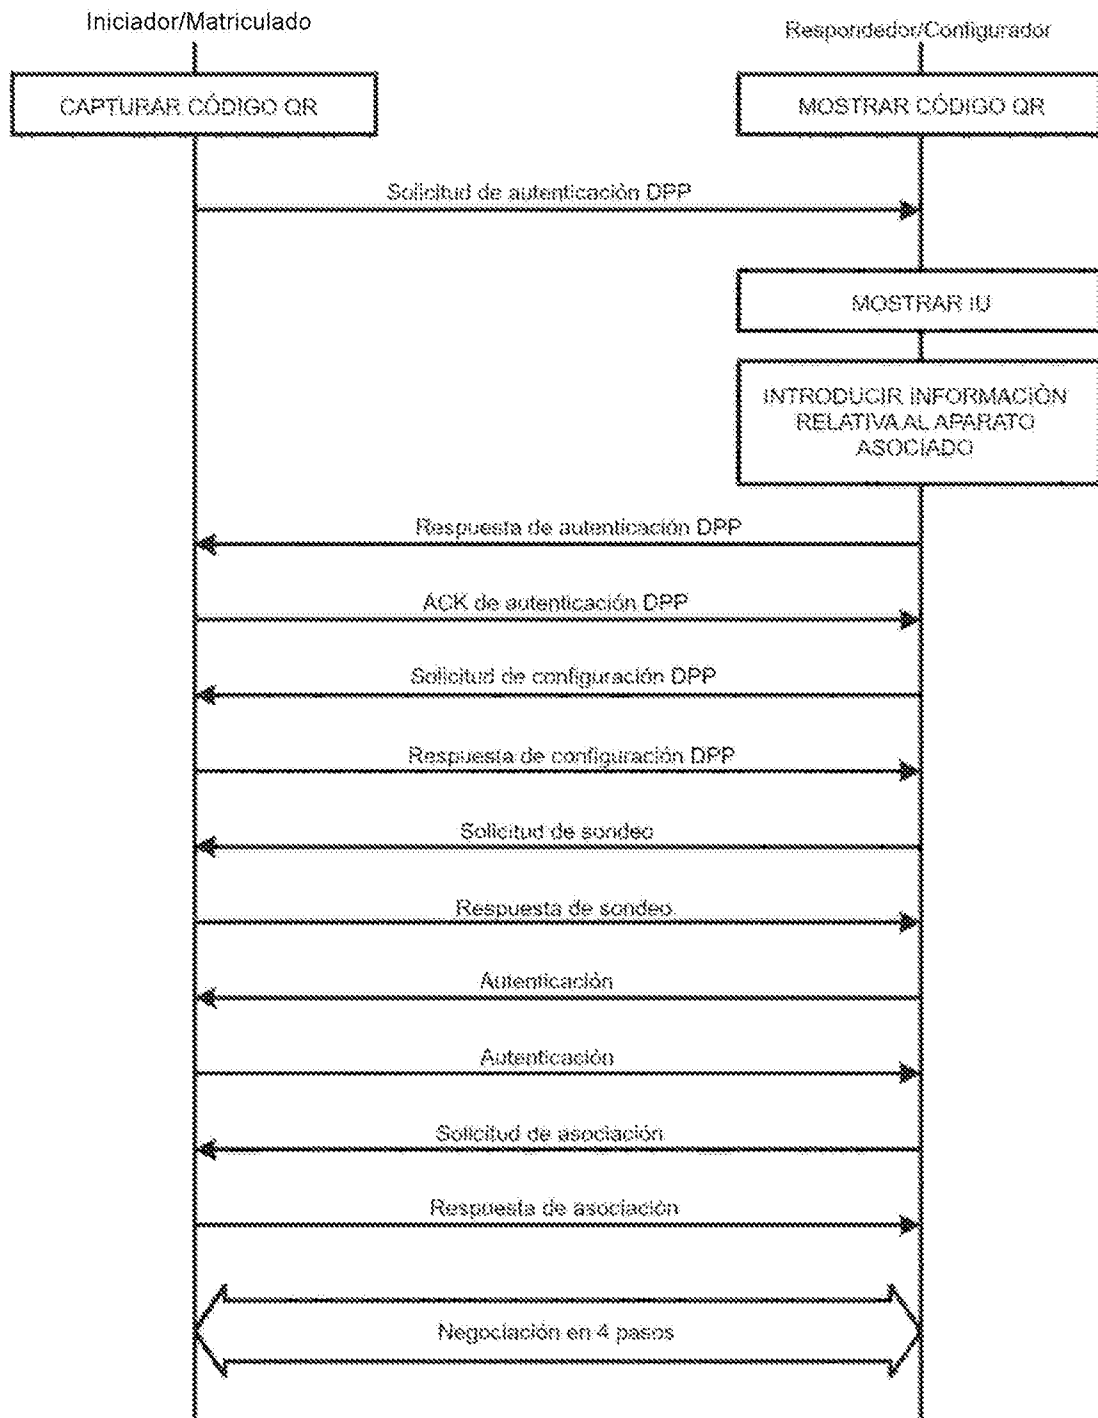 Iniciador/Matriculado
Respondedor/Configurador
CAPTURAR CÓDIGO QR
MOSTRAR CÓDIGO QR
Solicitud de autenticación DPP
MOSTRAR IU
INTRODUCIR INFORMACIÓN
RELATIVA AL APARATO
ASOCIADO
Respuesta de autenticación DPP
ACK de autenticación DPP
Solicitud de configuración DPP
Respuesta de configuración DPP
Solicitud de sondeo
Respuesta de sondeo
Autenticación
Autenticación
Solicitud de asociación
Respuesta de asociación
Negociación en 4 pasos